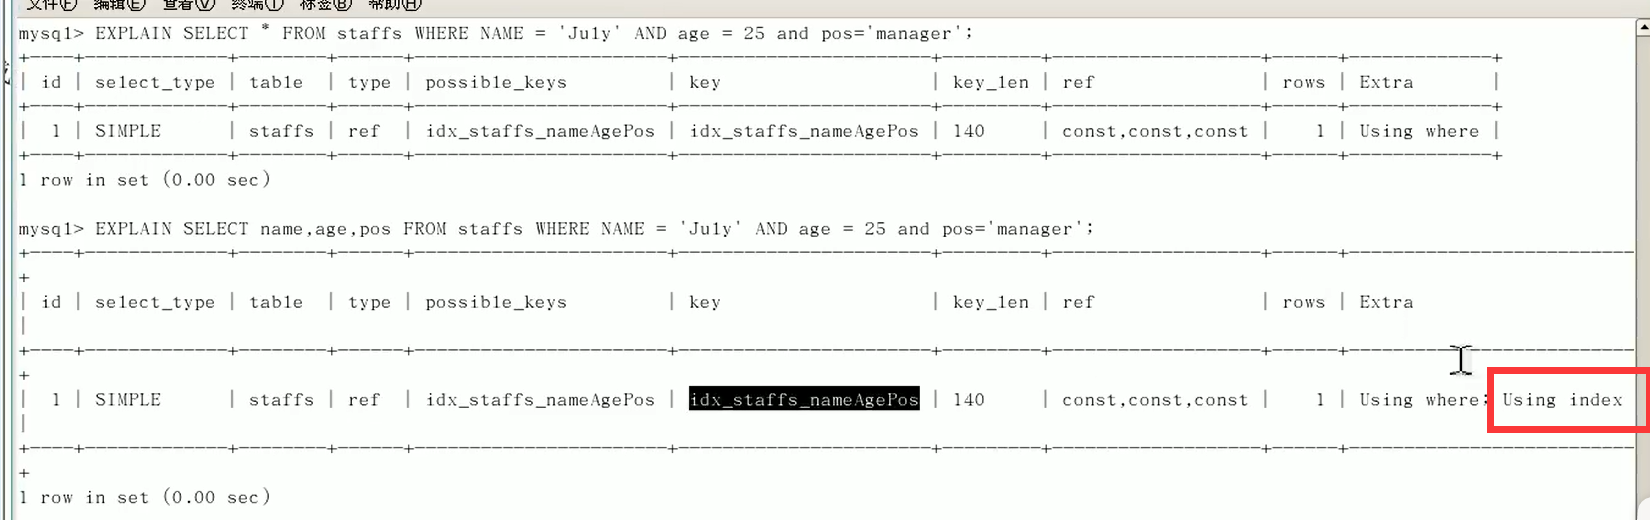 文件(F) 编辑(E) 查看(V) 终端(T) 标签(B) 帮助(H)
mysql> EXPLAIN SELECT * FROM staffs WHERE NAME = 'July' AND age = 25 and pos='manager';
+----+-------------+--------+------+-----------------------+-----------------------+---------+-------------------+------+-------------+
| id | select_type | table | type | possible_keys | key | key_len | ref | rows | Extra |
+----+-------------+--------+------+-----------------------+-----------------------+---------+-------------------+------+-------------+
| 1 | SIMPLE | staffs | ref | idx_staffs_nameAgePos | idx_staffs_nameAgePos | 140 | const,const,const | 1 | Using where |
+----+-------------+--------+------+-----------------------+-----------------------+---------+-------------------+------+-------------+
1 row in set (0.00 sec)
mysql> EXPLAIN SELECT name,age,pos FROM staffs WHERE NAME = 'July' AND age = 25 and pos='manager';
+----+-------------+--------+------+-----------------------+-----------------------+---------+-------------------+------+--------------------------
+
| id | select_type | table | type | possible_keys | key | key_len | ref | rows | Extra
|
+----+-------------+--------+------+-----------------------+-----------------------+---------+-------------------+------+--------------------------
+
| 1 | SIMPLE | staffs | ref | idx_staffs_nameAgePos | idx_staffs_nameAgePos | 140 | const,const,const | 1 | Using where; Using index
|
+----+-------------+--------+------+-----------------------+-----------------------+---------+-------------------+------+--------------------------
+
1 row in set (0.00 sec)